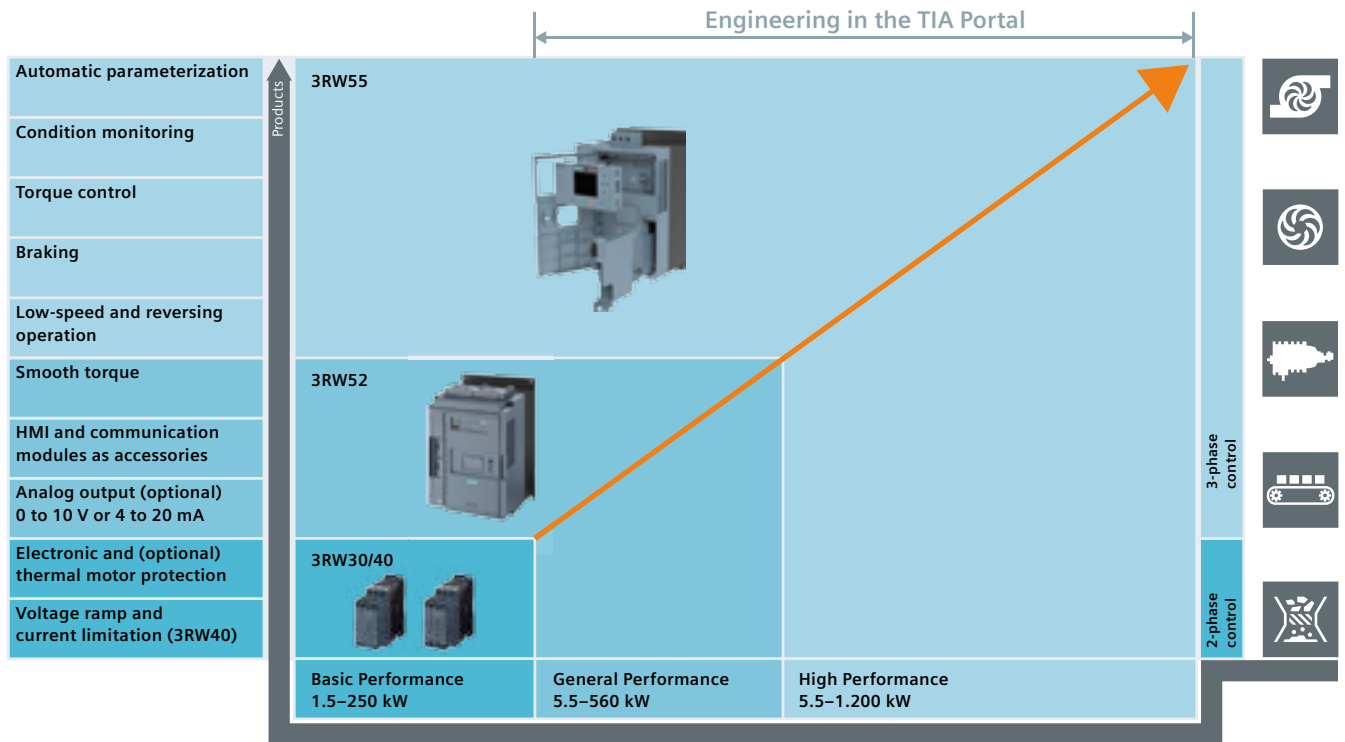 Engineering in the TIA Portal
Automatic parameterization
Condition monitoring
Torque control
Braking
Low-speed and reversing
operation
Smooth torque
HMI and communication
modules as accessories
Analog output (optional)
0 to 10 V or 4 to 20 mA
Electronic and (optional)
thermal motor protection
Voltage ramp and
current limitation (3RW40)
Products
3RW55
3RW52
3RW30/40
3-phase
control
2-phase
control
Basic Performance
1.5–250 kW
General Performance
5.5–560 kW
High Performance
5.5–1.200 kW